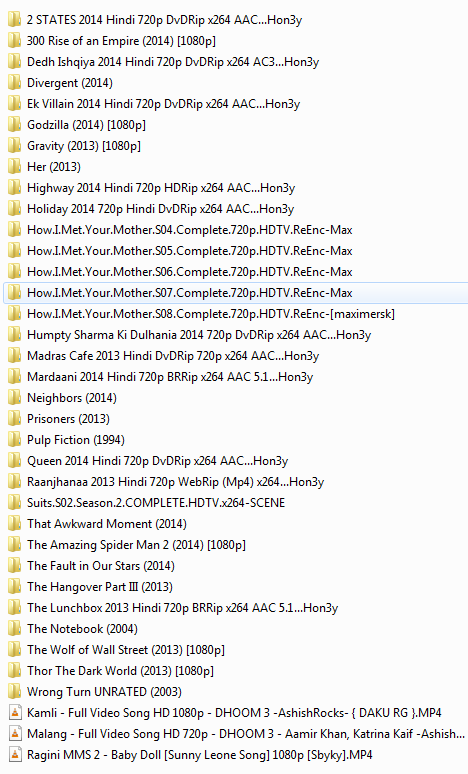 2 STATES 2014 Hindi 720p DvDRip x264 AAC...Hon3y
300 Rise of an Empire (2014) [1080p]
Dedh Ishqiya 2014 Hindi 720p DvDRip x264 AC3...Hon3y
Divergent (2014)
Ek Villain 2014 Hindi 720p DvDRip x264 AAC...Hon3y
Godzilla (2014) [1080p]
Gravity (2013) [1080p]
Her (2013)
Highway 2014 Hindi 720p HDRip x264 AAC...Hon3y
Holiday 2014 720p Hindi DvDRip x264 AAC...Hon3y
How.I.Met.Your.Mother.S04.Complete.720p.HDTV.ReEnc-Max
How.I.Met.Your.Mother.S05.Complete.720p.HDTV.ReEnc-Max
How.I.Met.Your.Mother.S06.Complete.720p.HDTV.ReEnc-Max
How.I.Met.Your.Mother.S07.Complete.720p.HDTV.ReEnc-Max
How.I.Met.Your.Mother.S08.Complete.720p.HDTV.ReEnc-[maximersk]
Humpty Sharma Ki Dulhania 2014 720p DvDRip x264 AAC...Hon3y
Madras Cafe 2013 Hindi DvDRip 720p x264 AAC...Hon3y
Mardaani 2014 Hindi 720p BRRip x264 AAC 5.1...Hon3y
Neighbors (2014)
Prisoners (2013)
Pulp Fiction (1994)
Queen 2014 Hindi 720p DvDRip x264 AAC...Hon3y
Raanjhanaa 2013 Hindi 720p WebRip (Mp4) x264...Hon3y
Suits.S02.Season.2.COMPLETE.HDTV.x264-SCENE
That Awkward Moment (2014)
The Amazing Spider Man 2 (2014) [1080p]
The Fault in Our Stars (2014)
The Hangover Part III (2013)
The Lunchbox 2013 Hindi 720p BRRip x264 AAC 5.1...Hon3y
The Notebook (2004)
The Wolf of Wall Street (2013) [1080p]
Thor The Dark World (2013) [1080p]
Wrong Turn UNRATED (2003)
Kamli - Full Video Song HD 1080p - DHOOM 3 -AshishRocks- { DAKU RG }.MP4
Malang - Full Video Song HD 720p - DHOOM 3 - Aamir Khan, Katrina Kaif -Ashish...
Ragini MMS 2 - Baby Doll [Sunny Leone Song] 1080p [Sbyky].MP4